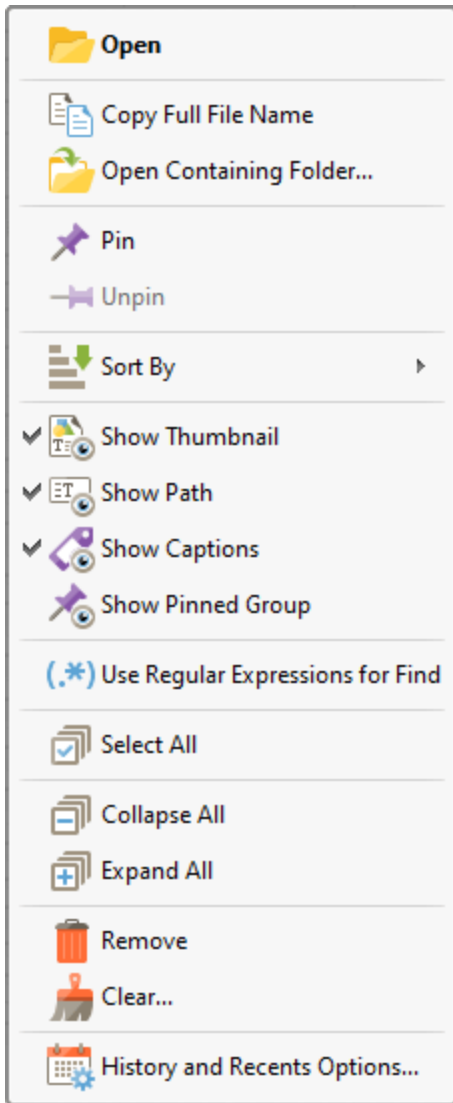 Open
Copy Full File Name
Open Containing Folder...
Pin
Unpin
Sort By
Show Thumbnail
Show Path
Show Captions
Show Pinned Group
(.*) Use Regular Expressions for Find
Select All
Collapse All
Expand All
Remove
Clear...
History and Recents Options...